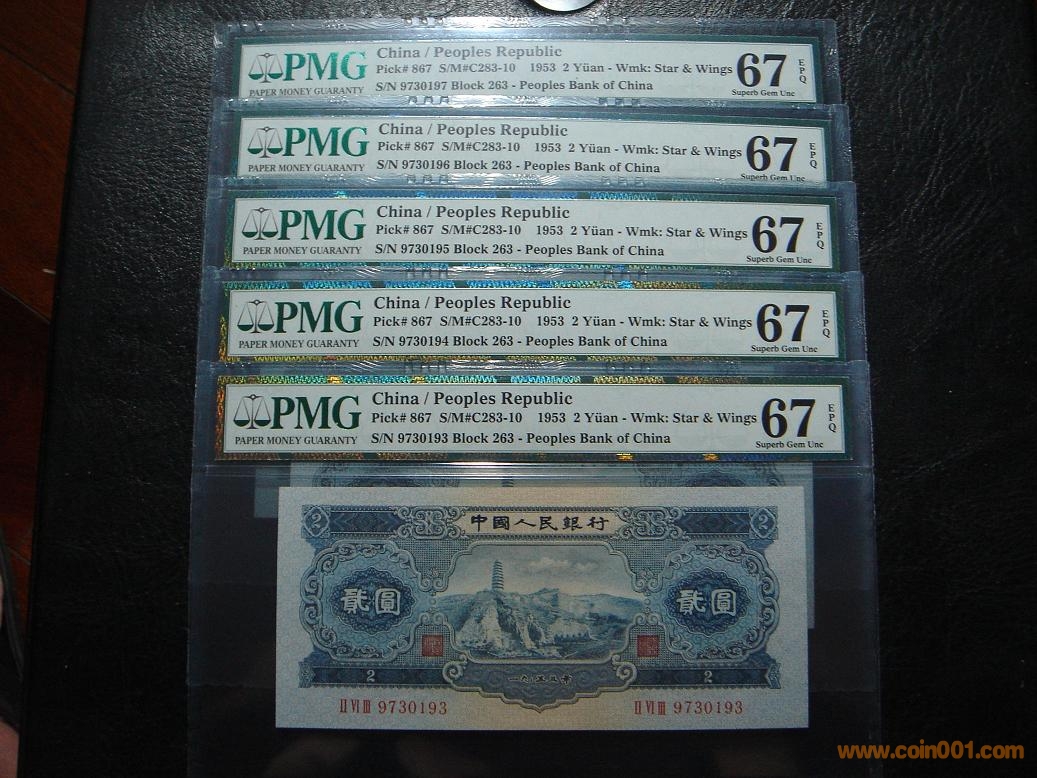 PMG
PAPER MONEY GUARANTY
China / Peoples Republic
Pick# 867 S/M#C283-10 1953 2 Yüan - Wmk: Star & Wings
S/N 9730197 Block 263 - Peoples Bank of China
67
EPQ
Superb Gem Unc
PMG
PAPER MONEY GUARANTY
China / Peoples Republic
Pick# 867 S/M#C283-10 1953 2 Yüan - Wmk: Star & Wings
S/N 9730196 Block 263 - Peoples Bank of China
67
EPQ
Superb Gem Unc
PMG
PAPER MONEY GUARANTY
China / Peoples Republic
Pick# 867 S/M#C283-10 1953 2 Yüan - Wmk: Star & Wings
S/N 9730195 Block 263 - Peoples Bank of China
67
EPQ
Superb Gem Unc
PMG
PAPER MONEY GUARANTY
China / Peoples Republic
Pick# 867 S/M#C283-10 1953 2 Yüan - Wmk: Star & Wings
S/N 9730194 Block 263 - Peoples Bank of China
67
EPQ
Superb Gem Unc
PMG
PAPER MONEY GUARANTY
China / Peoples Republic
Pick# 867 S/M#C283-10 1953 2 Yüan - Wmk: Star & Wings
S/N 9730193 Block 263 - Peoples Bank of China
67
EPQ
Superb Gem Unc
2 中國人民銀行 2
貳圓 貳圓
2 一九五三年 2
II VI III 9730193 II VI III 9730193
www.coin001.com